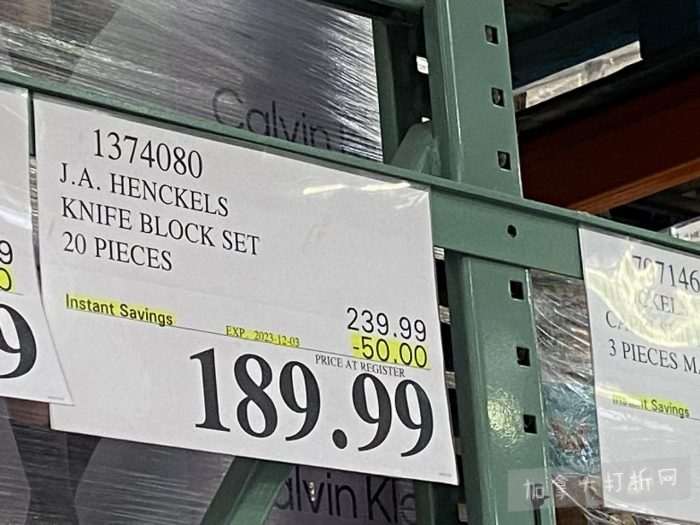 Calvin
1374080
J.A. HENCKELS
KNIFE BLOCK SET
20 PIECES
Instant Savings
239.99
EXP. 2023-12-03
-50.00
PRICE AT REGISTER
189.99
3 PIECES
Instant Savings
alvin Kle
加拿大打折网